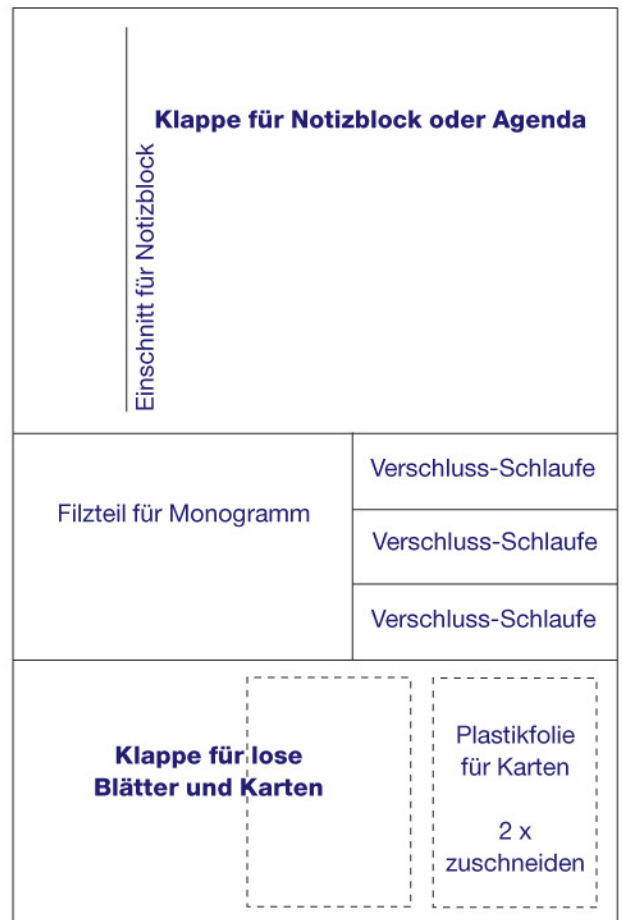 Klappe für Notizblock oder Agenda
Einschnitt für Notizblock
Filzteil für Monogramm
Verschluss-Schlaufe
Verschluss-Schlaufe
Verschluss-Schlaufe
Klappe für lose
Blätter und Karten
Plastikfolie
für Karten
2 x
zuschneiden